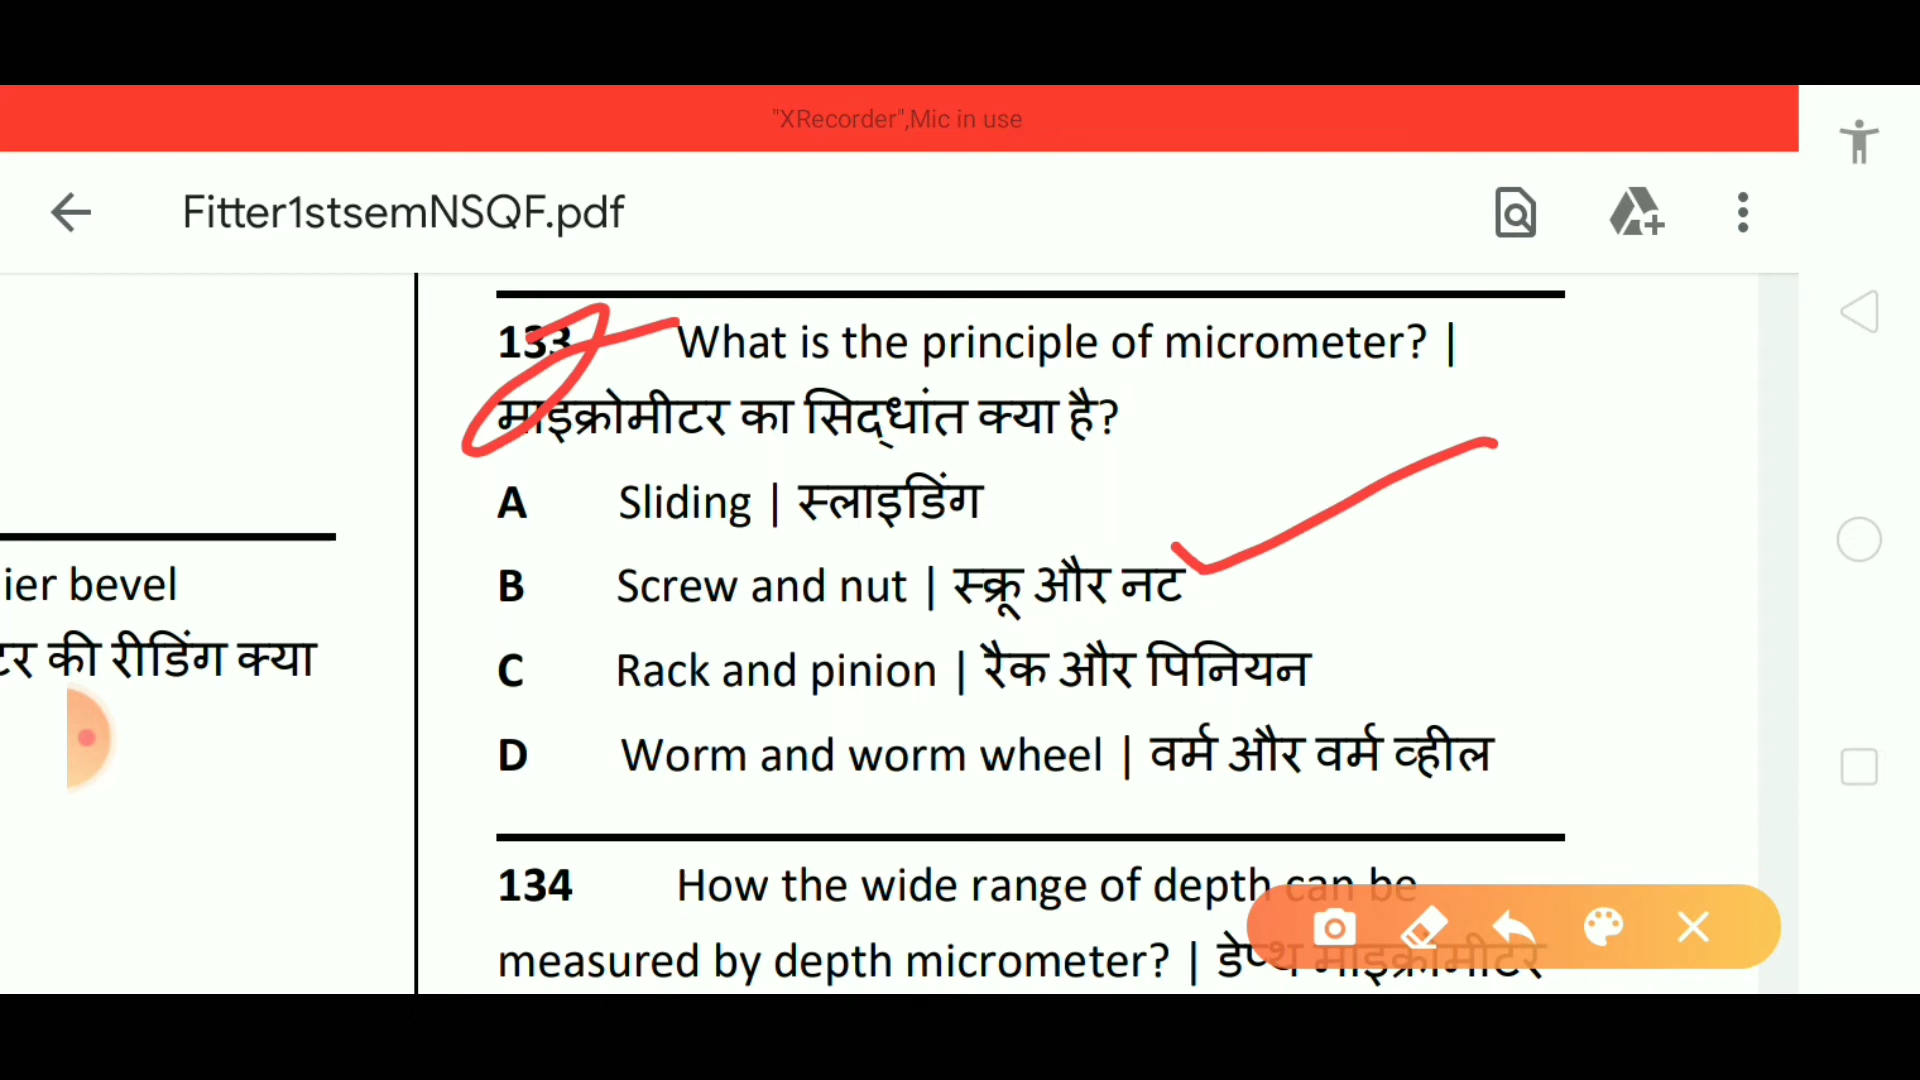 "XRecorder",Mic in use
Fitter1stsemNSQF.pdf
ier bevel
टर की रीडिंग क्या
133 What is the principle of micrometer? |
माइक्रोमीटर का सिद्धांत क्या है?
A Sliding | स्लाइडिंग
B Screw and nut | स्क्रू और नट
C Rack and pinion | रैक और पिनियन
D Worm and worm wheel | वर्म और वर्म व्हील
134 How the wide range of depth can be
measured by depth micrometer? | डेप्थ माइक्रोमीटर